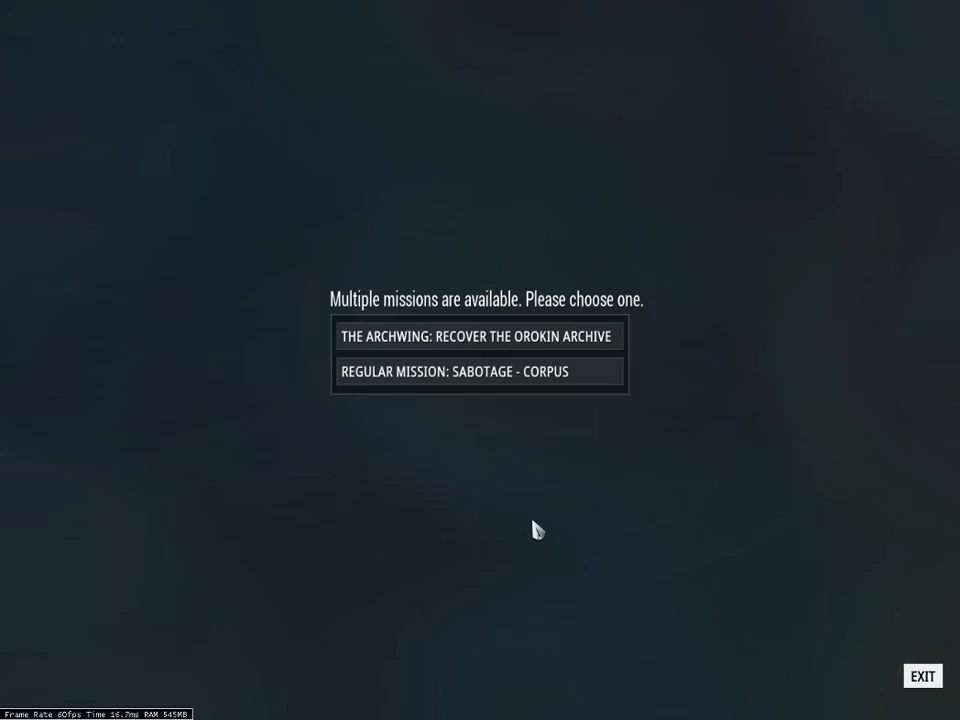 Multiple missions are available. Please choose one.
THE ARCHWING: RECOVER THE OROKIN ARCHIVE
REGULAR MISSION: SABOTAGE - CORPUS
EXIT
Frame Rate 60fps Time 16.7ms RAM 545MB